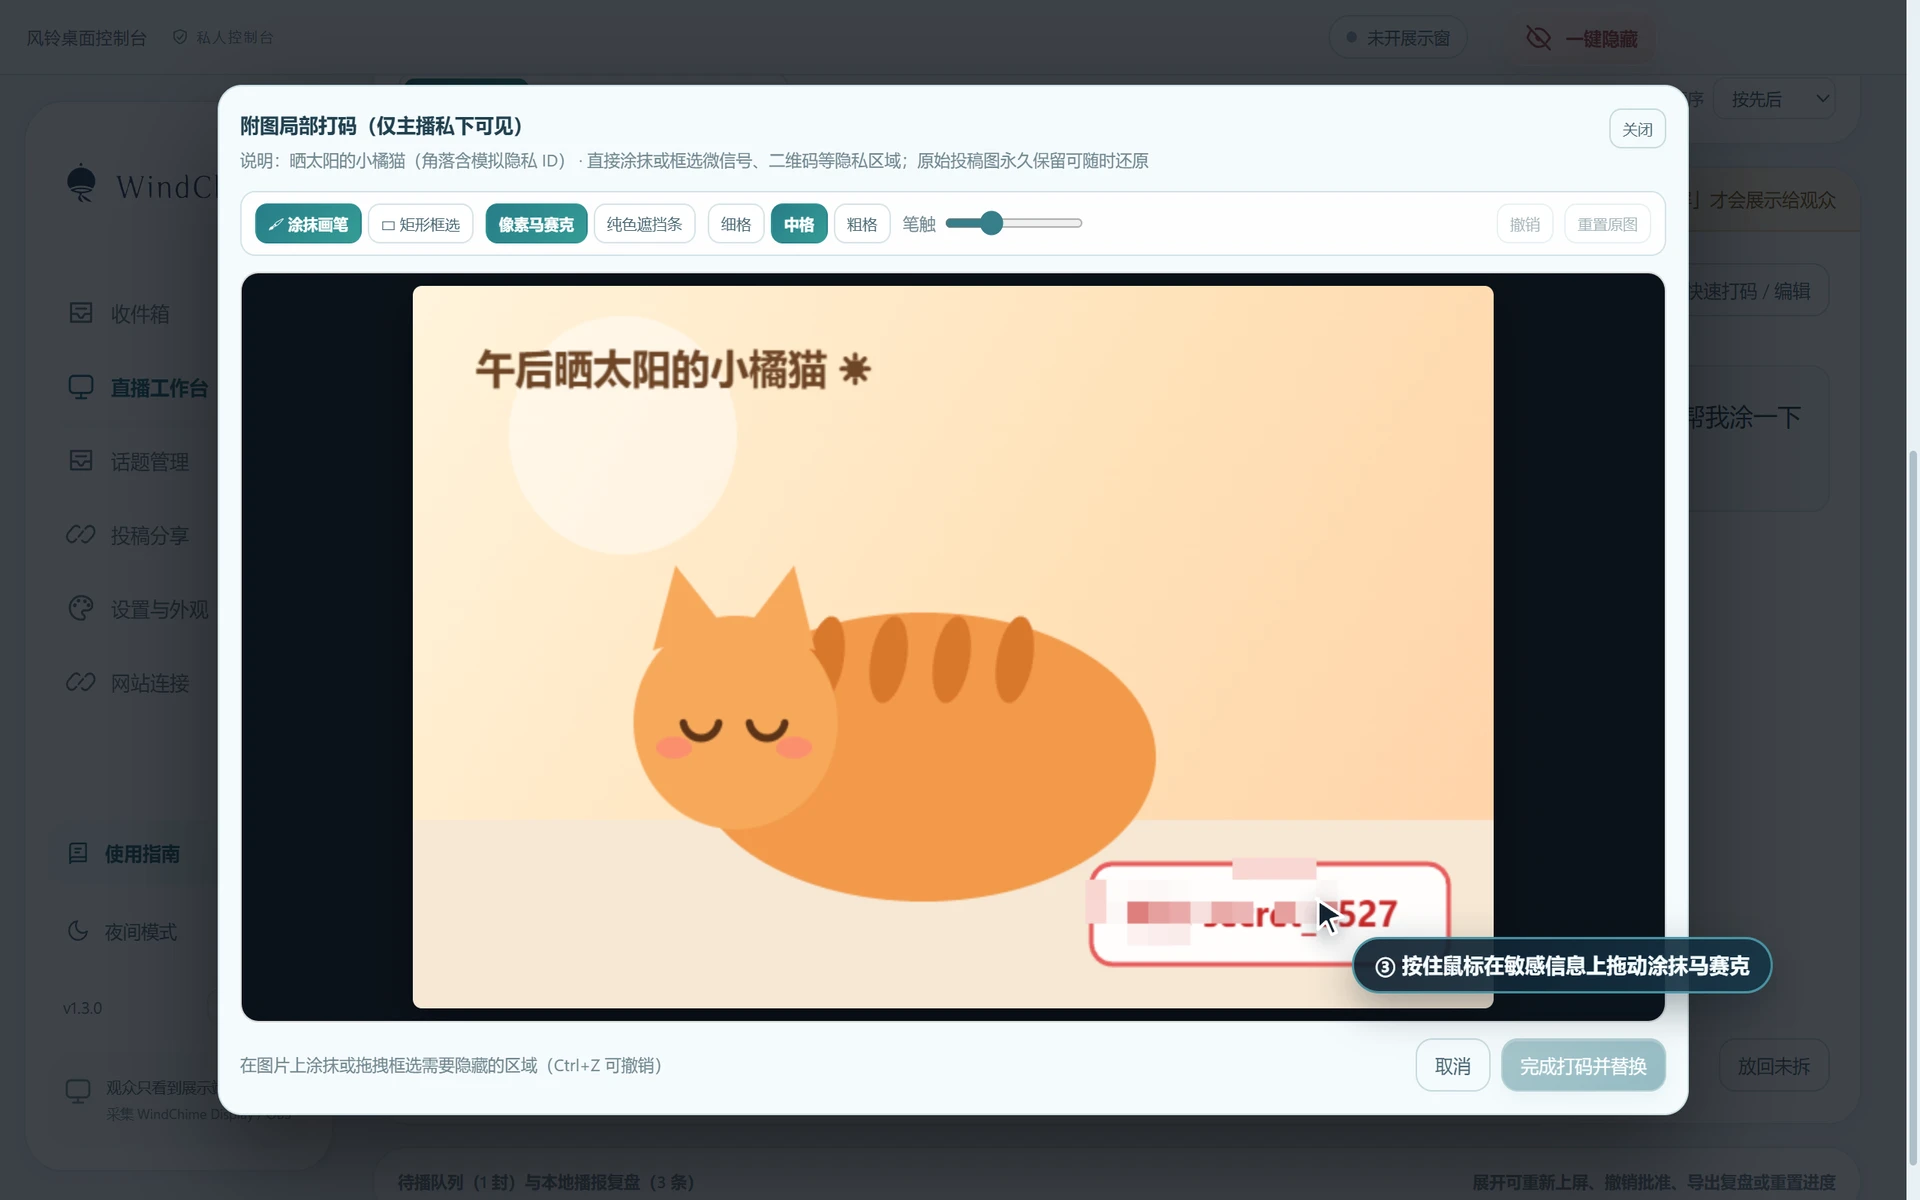 风铃桌面控制台
私人控制台
未开展示窗
一键隐藏
序
按先后
附图局部打码（仅主播私下可见）
关闭
说明：晒太阳的小橘猫（角落含模拟隐私 ID） · 直接涂抹或框选微信号、二维码等隐私区域；原始投稿图永久保留可随时还原
涂抹画笔
矩形框选
像素马赛克
纯色遮挡条
细格
中格
粗格
笔触
撤销
重置原图
WindCh
」才会展示给观众
快速打码 / 编辑
帮我涂一下
收件箱
直播工作台
话题管理
投稿分享
设置与外观
网站连接
使用指南
夜间模式
v1.3.0
观众只看到展示
采集 WindChime Display
午后晒太阳的小橘猫 ☀
527
③ 按住鼠标在敏感信息上拖动涂抹马赛克
在图片上涂抹或拖拽框选需要隐藏的区域（Ctrl+Z 可撤销）
取消
完成打码并替换
放回未拆
待播队列（1 封）与本地播报复盘（3 条）
展开可重新上屏、撤销批准、导出复盘或重置进度